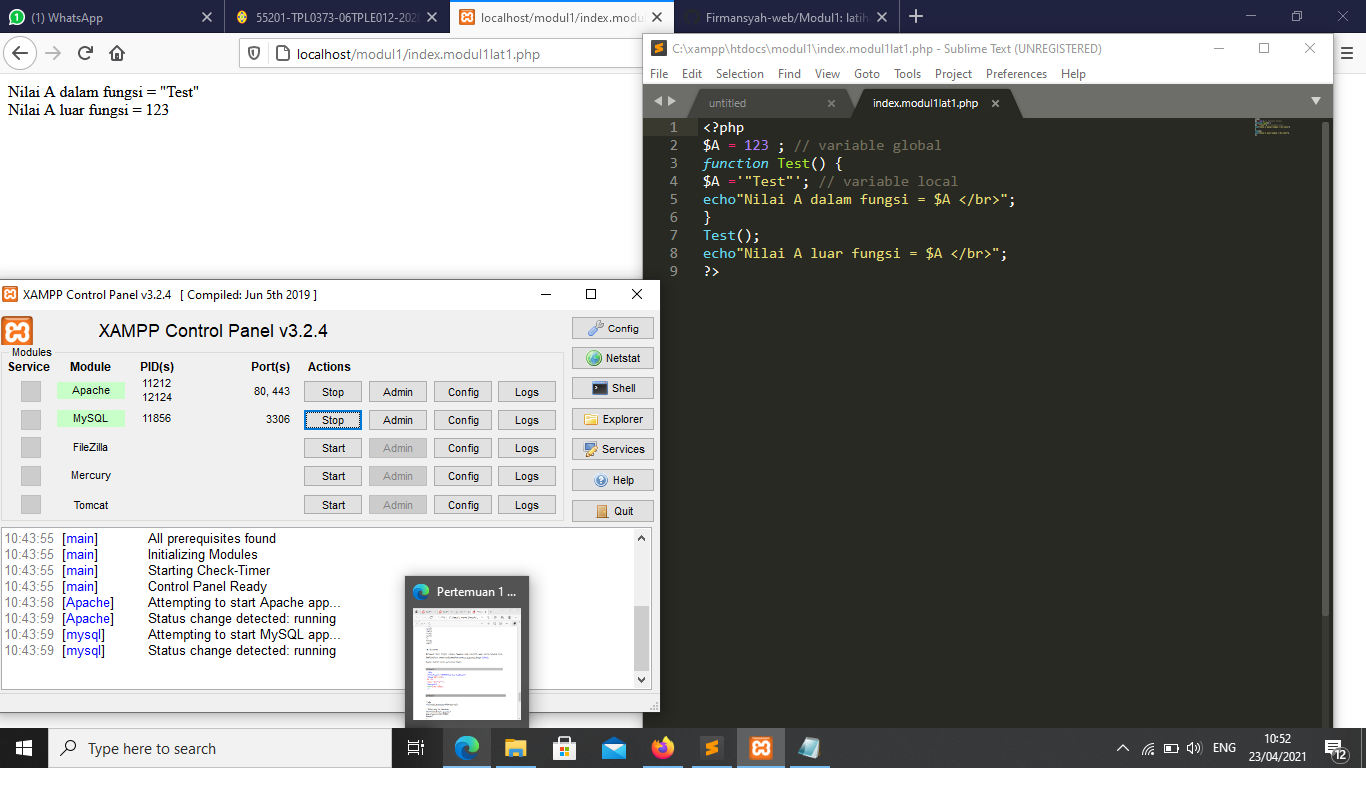 (1) WhatsApp
55201-TPL0373-06TPLE012-202
localhost/modul1/index.modul
Firmansyah-web/Modul1: latih
localhost/modul1/index.modul1lat1.php
Nilai A dalam fungsi = "Test"
Nilai A luar fungsi = 123
C:\xampp\htdocs\modul1\index.modul1lat1.php - Sublime Text (UNREGISTERED)
File Edit Selection Find View Goto Tools Project Preferences Help
untitled
index.modul1lat1.php
1 <?php
2 $A = 123 ; // variable global
3 function Test() {
4 $A ='"Test"'; // variable local
5 echo"Nilai A dalam fungsi = $A </br>";
6 }
7 Test();
8 echo"Nilai A luar fungsi = $A </br>";
9 ?>
XAMPP Control Panel v3.2.4 [ Compiled: Jun 5th 2019 ]
XAMPP Control Panel v3.2.4
Config
Netstat
Shell
Explorer
Services
Help
Quit
Modules
Service Module PID(s) Port(s) Actions
Apache 11212 12124 80, 443 Stop Admin Config Logs
MySQL 11856 3306 Stop Admin Config Logs
FileZilla Start Admin Config Logs
Mercury Start Admin Config Logs
Tomcat Start Admin Config Logs
10:43:55 [main] All prerequisites found
10:43:55 [main] Initializing Modules
10:43:55 [main] Starting Check-Timer
10:43:55 [main] Control Panel Ready
10:43:58 [Apache] Attempting to start Apache app...
10:43:59 [Apache] Status change detected: running
10:43:59 [mysql] Attempting to start MySQL app...
10:43:59 [mysql] Status change detected: running
Pertemuan 1 ...
Type here to search
ENG
10:52
23/04/2021
12